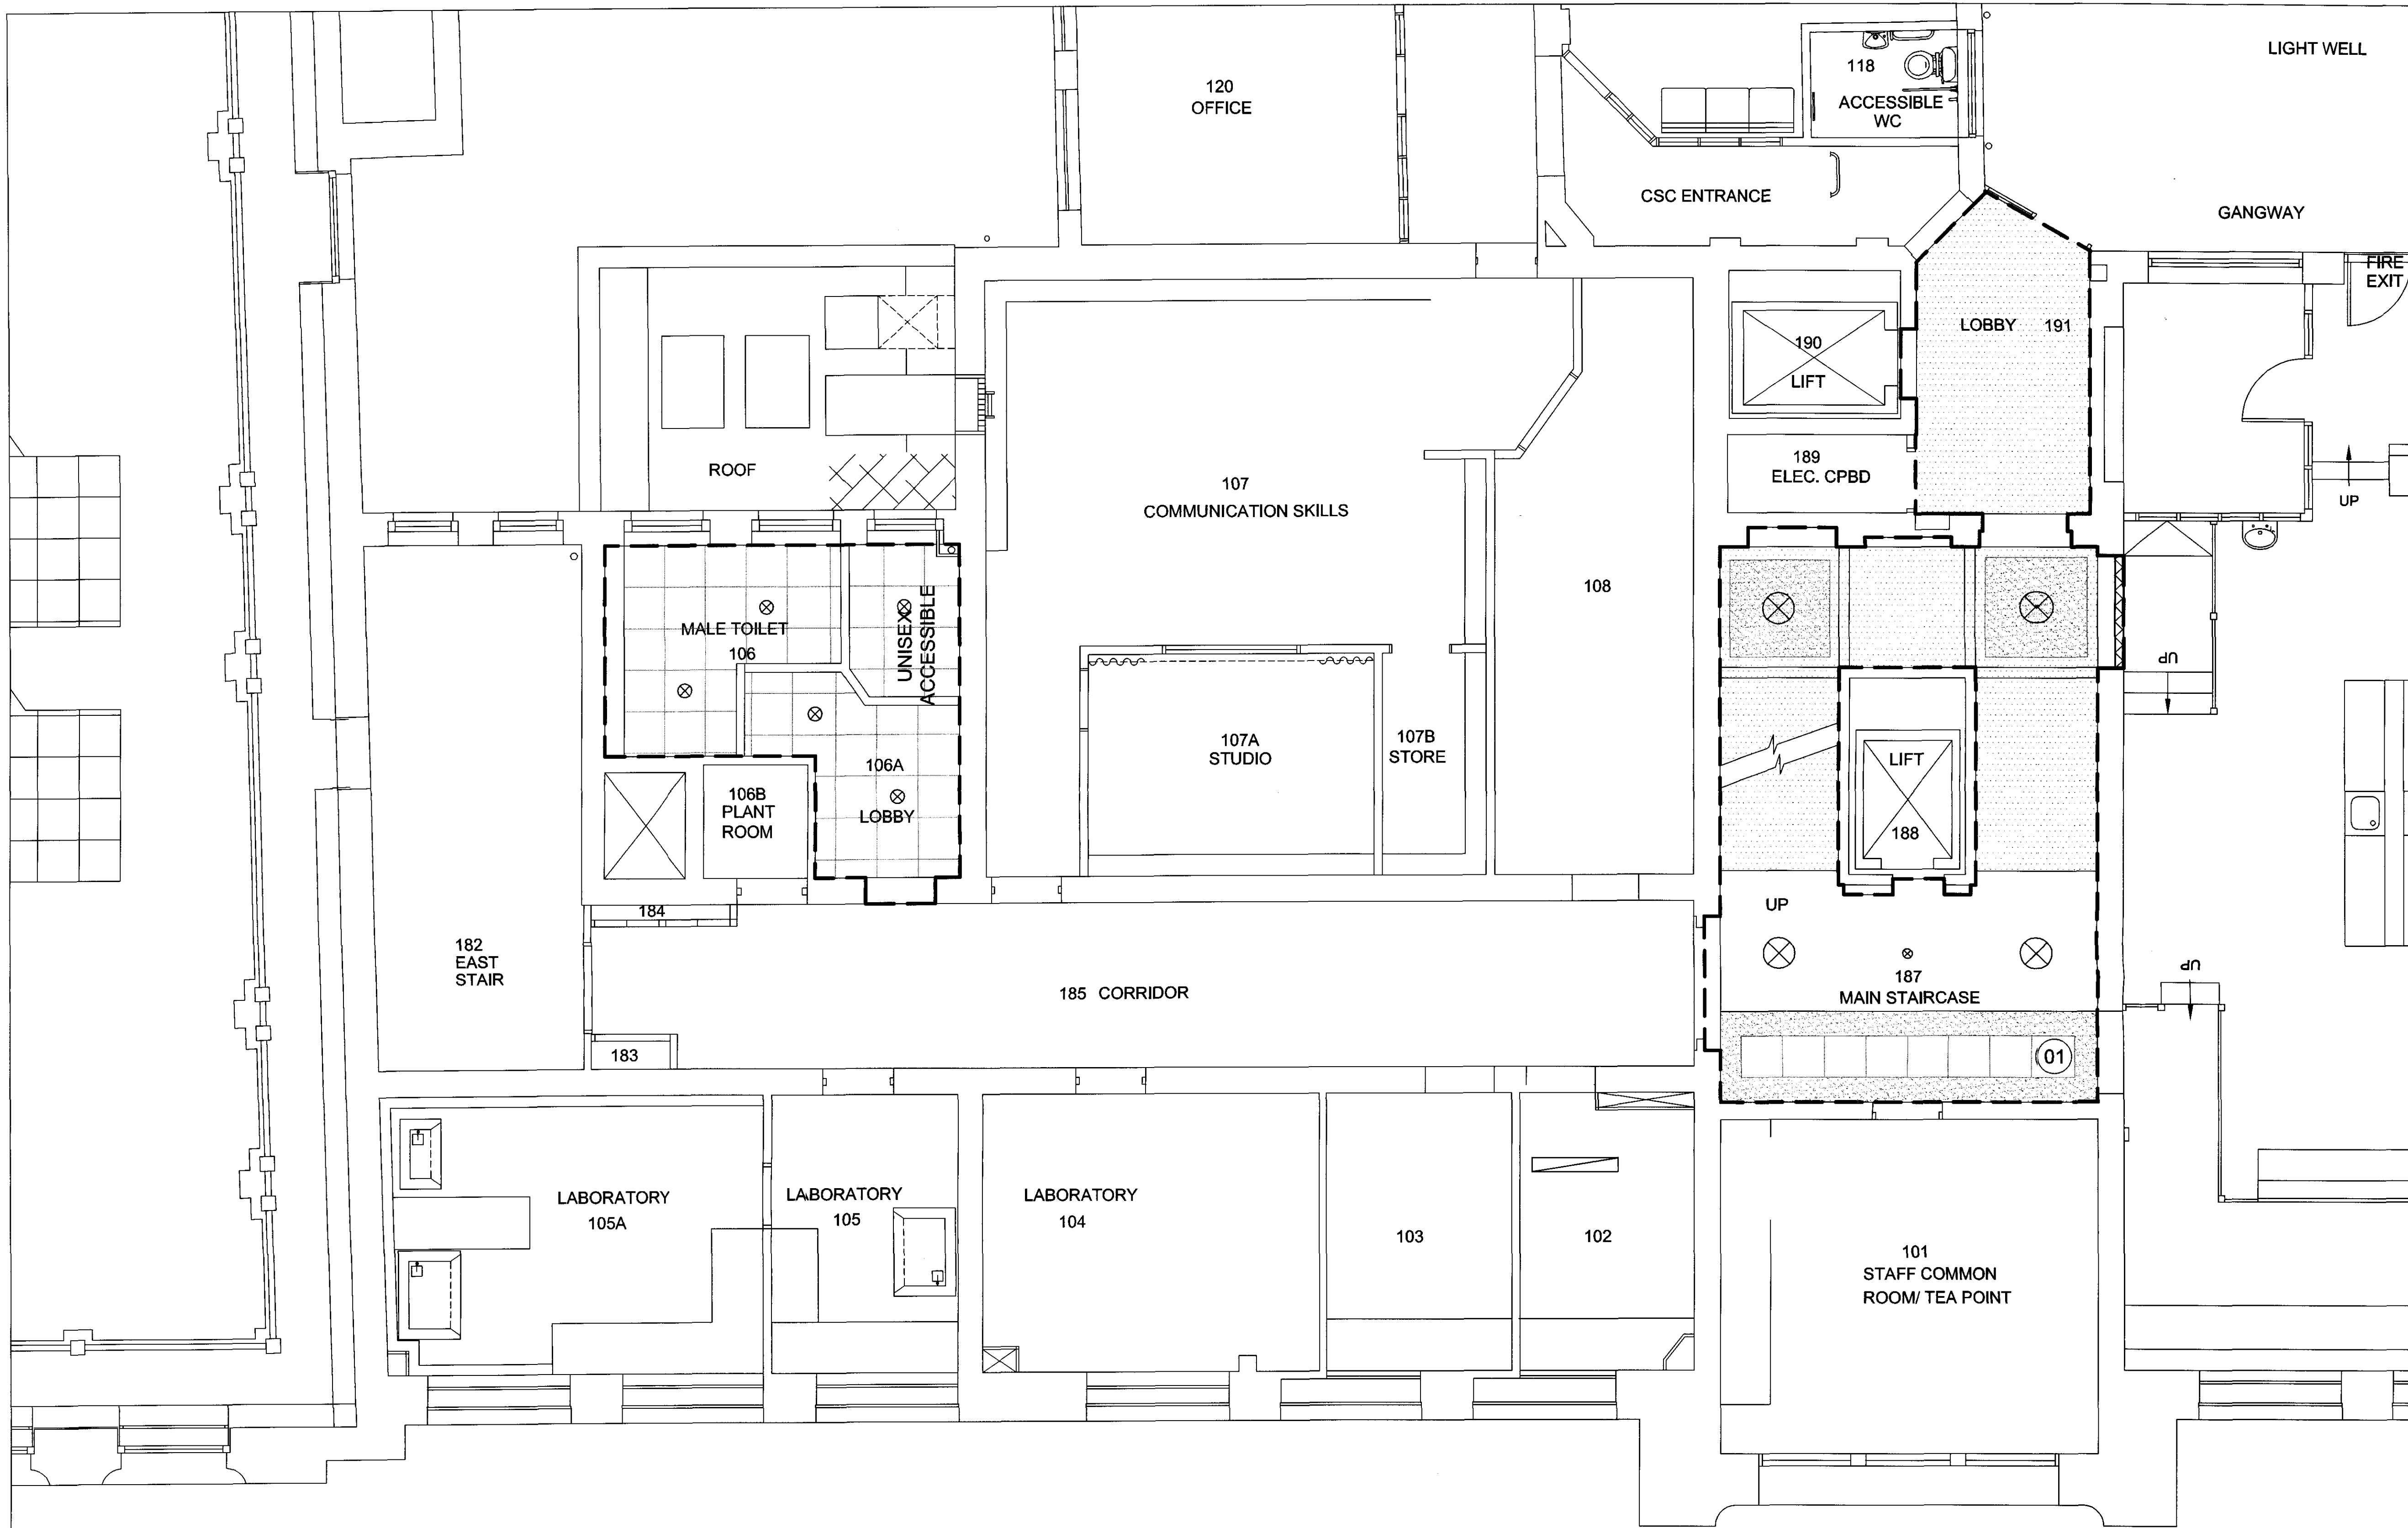 LIGHT WELL
118
ACCESSIBLE
WC
120
OFFICE
CSC ENTRANCE
GANGWAY
FIRE
EXIT
LOBBY 191
190
LIFT
189
ELEC. CPBD
UP
ROOF
107
COMMUNICATION SKILLS
108
MALE TOILET
106
UNISEX
ACCESSIBLE
UP
107A
STUDIO
107B
STORE
106A
LOBBY
106B
PLANT
ROOM
LIFT
188
184
UP
182
EAST
STAIR
185 CORRIDOR
187
MAIN STAIRCASE
UP
183
01
LABORATORY
105A
LABORATORY
105
LABORATORY
104
103
102
101
STAFF COMMON
ROOM/ TEA POINT